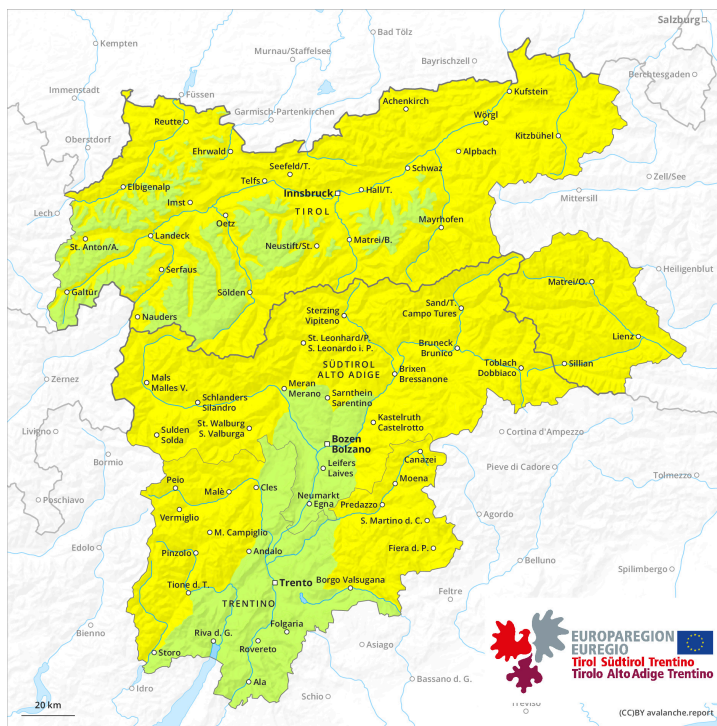 Salzburg
Kempten
Bad Tölz
Murnau/Staffelsee
Bayrischzell
Berchtesgaden
Immenstadt
Füssen
Garmisch-Partenkirchen
Achenkirch
Kufstein
Reutte
Wörgl
Oberstdorf
Ehrwald
Kitzbühel
Seefeld/T.
Alpbach
Telfs
Schwaz
Zell/See
Elbigenalp
Innsbruck
Hall/T.
Mittersill
Imst
TIROL
Lech
Oetz
Mayrhofen
St. Anton/A.
Landeck
Neustift/St.
Matrei/B.
Serfaus
Heiligenblut
Galtür
Sölden
Matrei/O.
Nauders
Sterzing
Vipiteno
Sand/T.
Campo Tures
Lienz
St. Leonhard/P.
S. Leonardo i. P.
Bruneck
Brunico
Sillian
Zernez
SÜDTIROL
ALTO ADIGE
Toblach
Dobbiaco
Mals
Malles V.
Meran
Merano
Brixen
Bressanone
Schlanders
Silandro
Sarnthein
Sarentino
St. Walburg
S. Valburga
Kastelruth
Castelrotto
Livigno
Sulden
Solda
Bozen
Bolzano
Cortina d'Ampezzo
Bormio
Canazei
Pieve di Cadore
Leifers
Laives
Tolmezzo
Peio
Malè
Cles
Moena
Poschiavo
Neumarkt
Egna
Predazzo
Vermiglio
Agordo
S. Martino d. C.
M. Campiglio
Edolo
Pinzolo
Andalo
Fiera d. P.
Belluno
Spilimbergo
Tione d. T.
Trento
Borgo Valsugana
Feltre
TRENTINO
Folgaria
Bienno
Riva d. G.
Storo
Rovereto
Asiago
EUROPAREGION
EUREGIO
Tirol Südtirol Trentino
Tirolo Alto Adige Trentino
Idro
Ala
Bassano d. G.
Schio
Treviso
20 km
(CC)BY avalanche.report